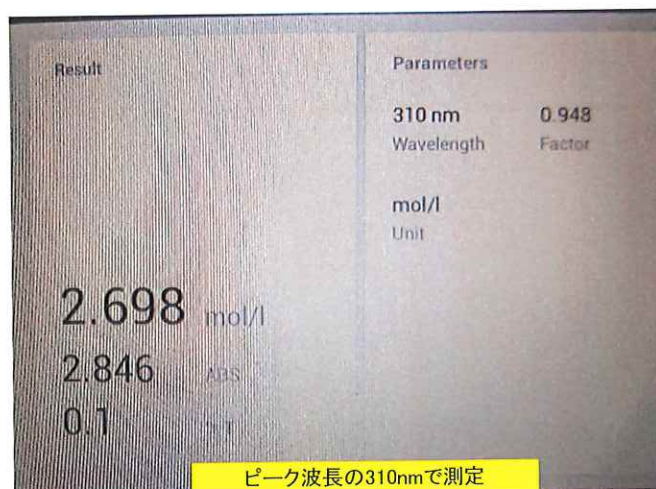 Result
2.698 mol/l
2.846 ABS
0.1 %T
Parameters
310 nm 0.948
Wavelength Factor
mol/l
Unit
ピーク波長の310nmで測定